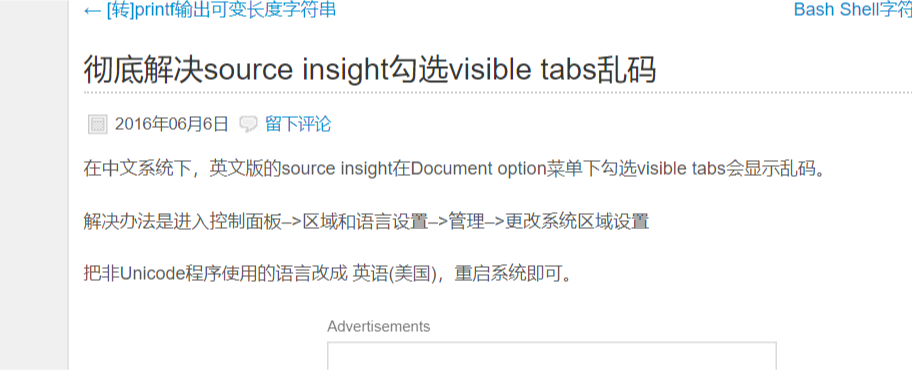 ← [转]printf输出可变长度字符串
Bash Shell字符
彻底解决source insight勾选visible tabs乱码
2016年06月6日 留下评论
在中文系统下，英文版的source insight在Document option菜单下勾选visible tabs会显示乱码。
解决办法是进入控制面板–>区域和语言设置–>管理–>更改系统区域设置
把非Unicode程序使用的语言改成 英语(美国)，重启系统即可。
Advertisements